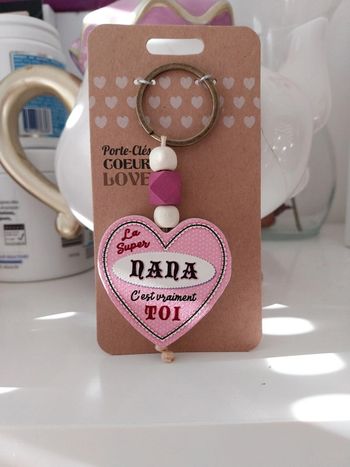 Porte-Clés
COEUR
LOVE
La
Super
NANA
C'est vraiment
TOI